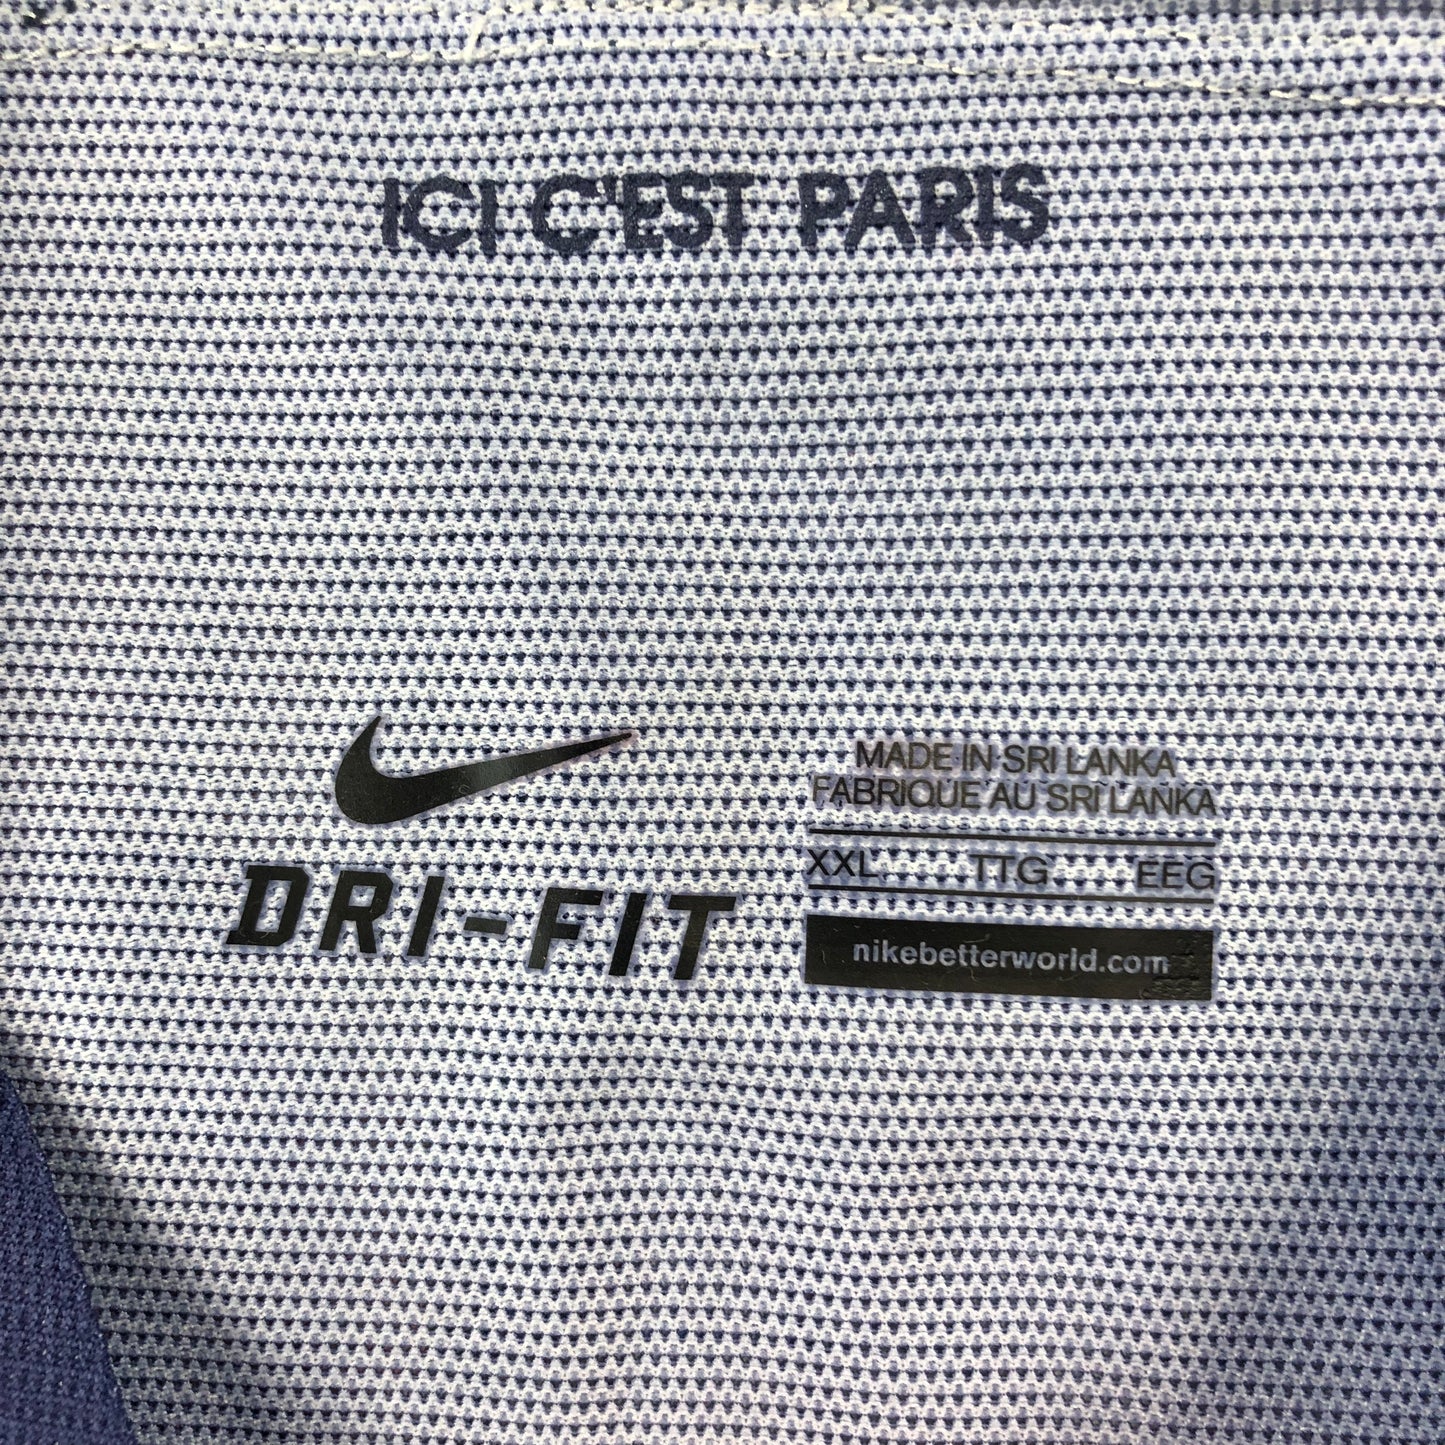 ICI C'EST PARIS
DRI-FIT
MADE IN SRI LANKA
FABRIQUE AU SRI LANKA
XXL TTG EEG
nikebetterworld.com